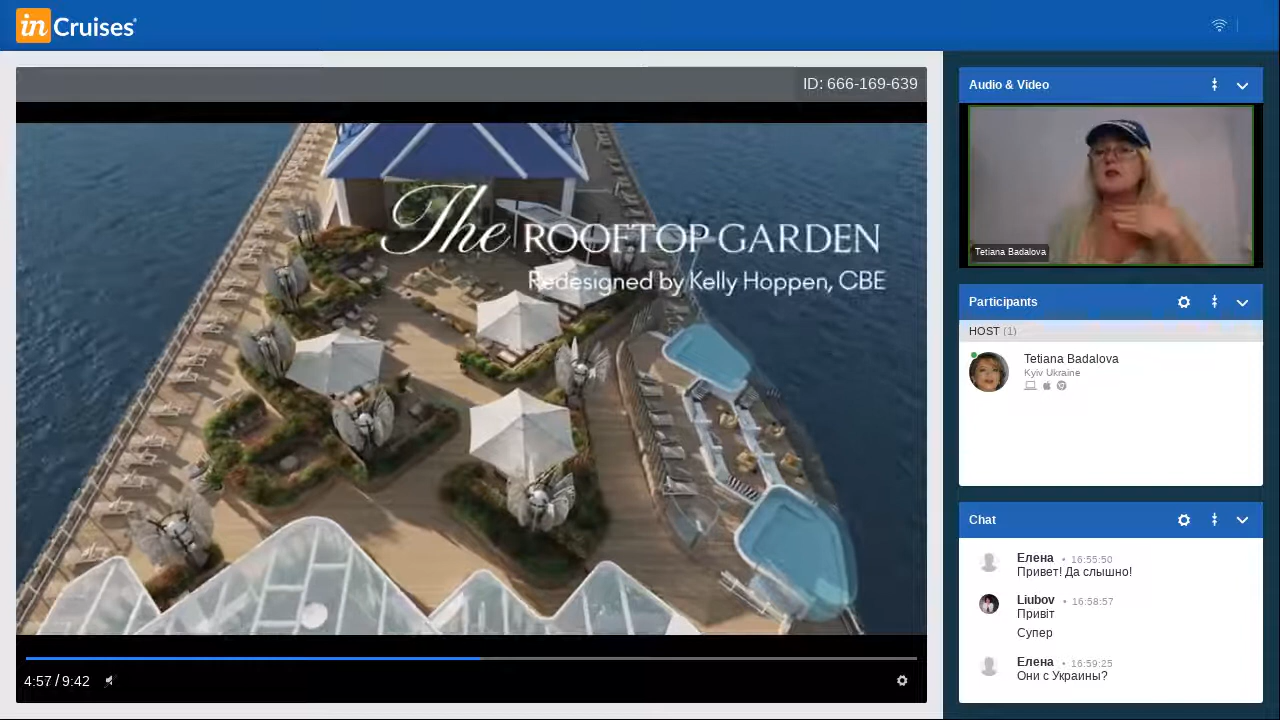 in Cruises
ID: 666-169-639
The ROOFTOP GARDEN
Redesigned by Kelly Hoppen, CBE
4:57 / 9:42
Audio & Video
Tetiana Badalova
Participants
HOST (1)
Tetiana Badalova
Kyiv Ukraine
Chat
Елена • 16:55:50
Привет! Да слышно!
Liubov • 16:58:57
Привіт
Супер
Елена • 16:59:25
Они с Украины?